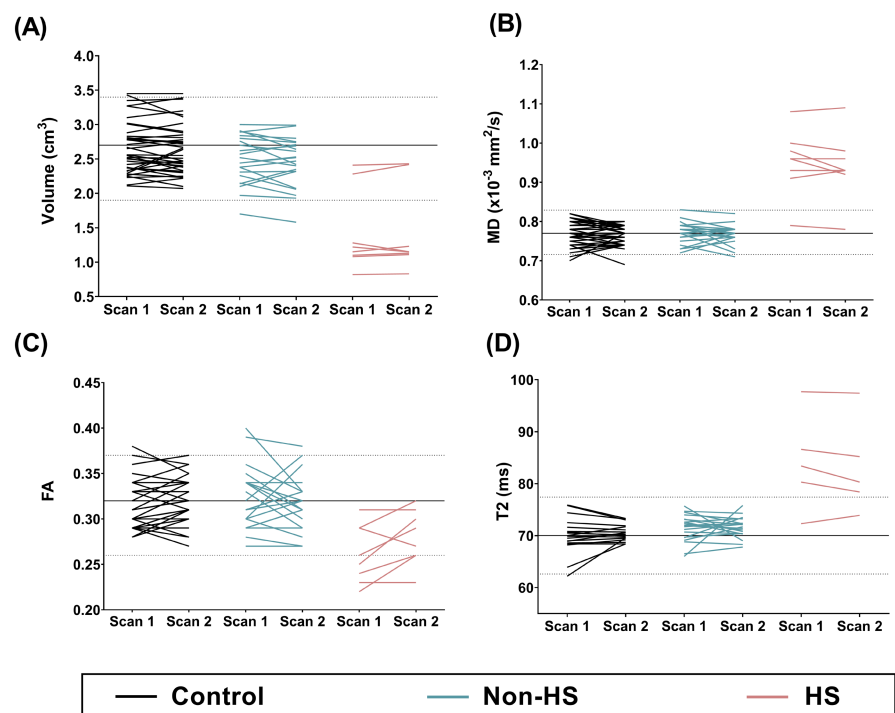 (A)
Volume (cm³)
4.0
3.5
3.0
2.5
2.0
1.5
1.0
0.5
Scan 1 Scan 2 Scan 1 Scan 2 Scan 1 Scan 2
(B)
MD (x10⁻³ mm²/s)
1.2
1.1
1.0
0.9
0.8
0.7
0.6
Scan 1 Scan 2 Scan 1 Scan 2 Scan 1 Scan 2
(C)
FA
0.45
0.40
0.35
0.30
0.25
0.20
Scan 1 Scan 2 Scan 1 Scan 2 Scan 1 Scan 2
(D)
T2 (ms)
100
90
80
70
60
Scan 1 Scan 2 Scan 1 Scan 2 Scan 1 Scan 2
Control Non-HS HS